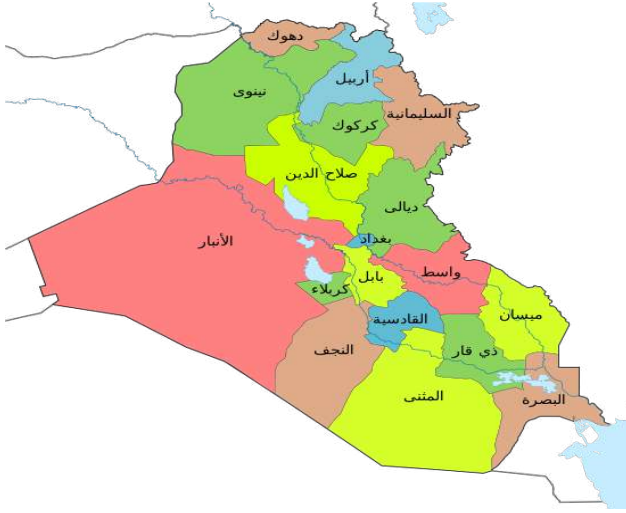 دهوك
نينوى
أربيل
السليمانية
كركوك
صلاح الدين
ديالى
الأنبار
بغداد
واسط
بابل
كربلاء
ميسان
القادسية
النجف
ذي قار
المثنى
البصرة